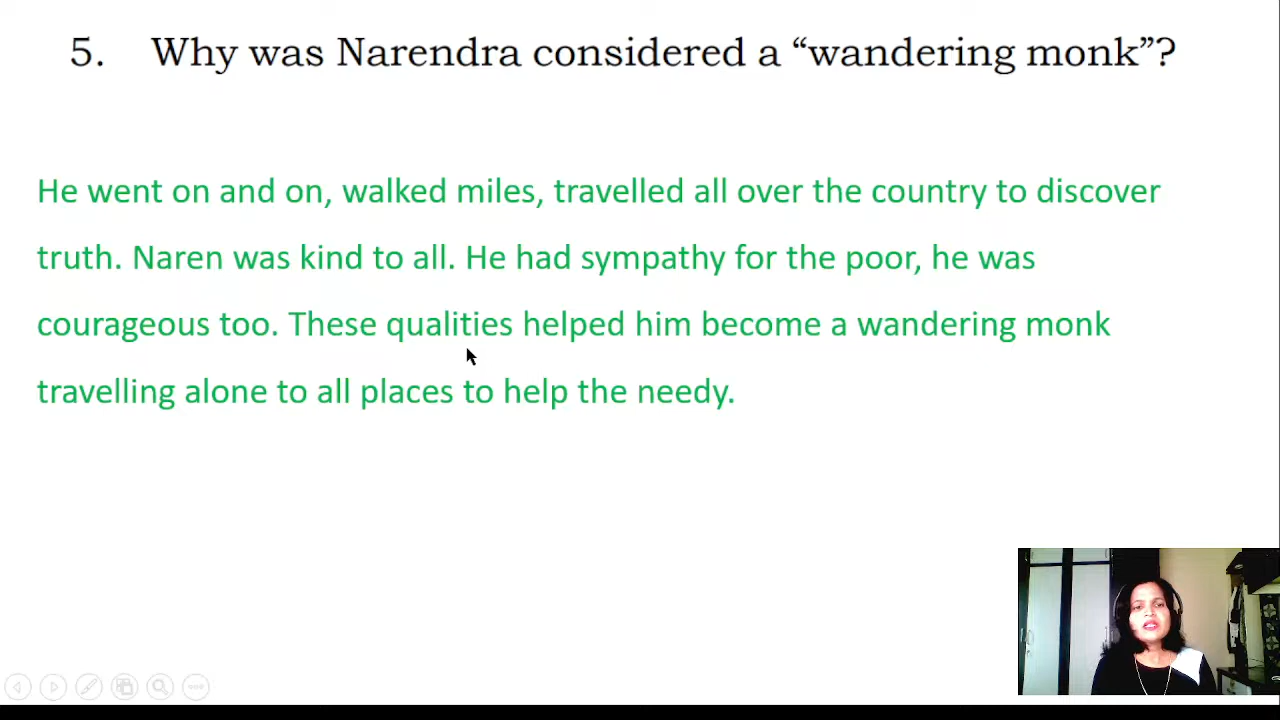 5. Why was Narendra considered a “wandering monk”?
He went on and on, walked miles, travelled all over the country to discover
truth. Naren was kind to all. He had sympathy for the poor, he was
courageous too. These qualities helped him become a wandering monk
travelling alone to all places to help the needy.